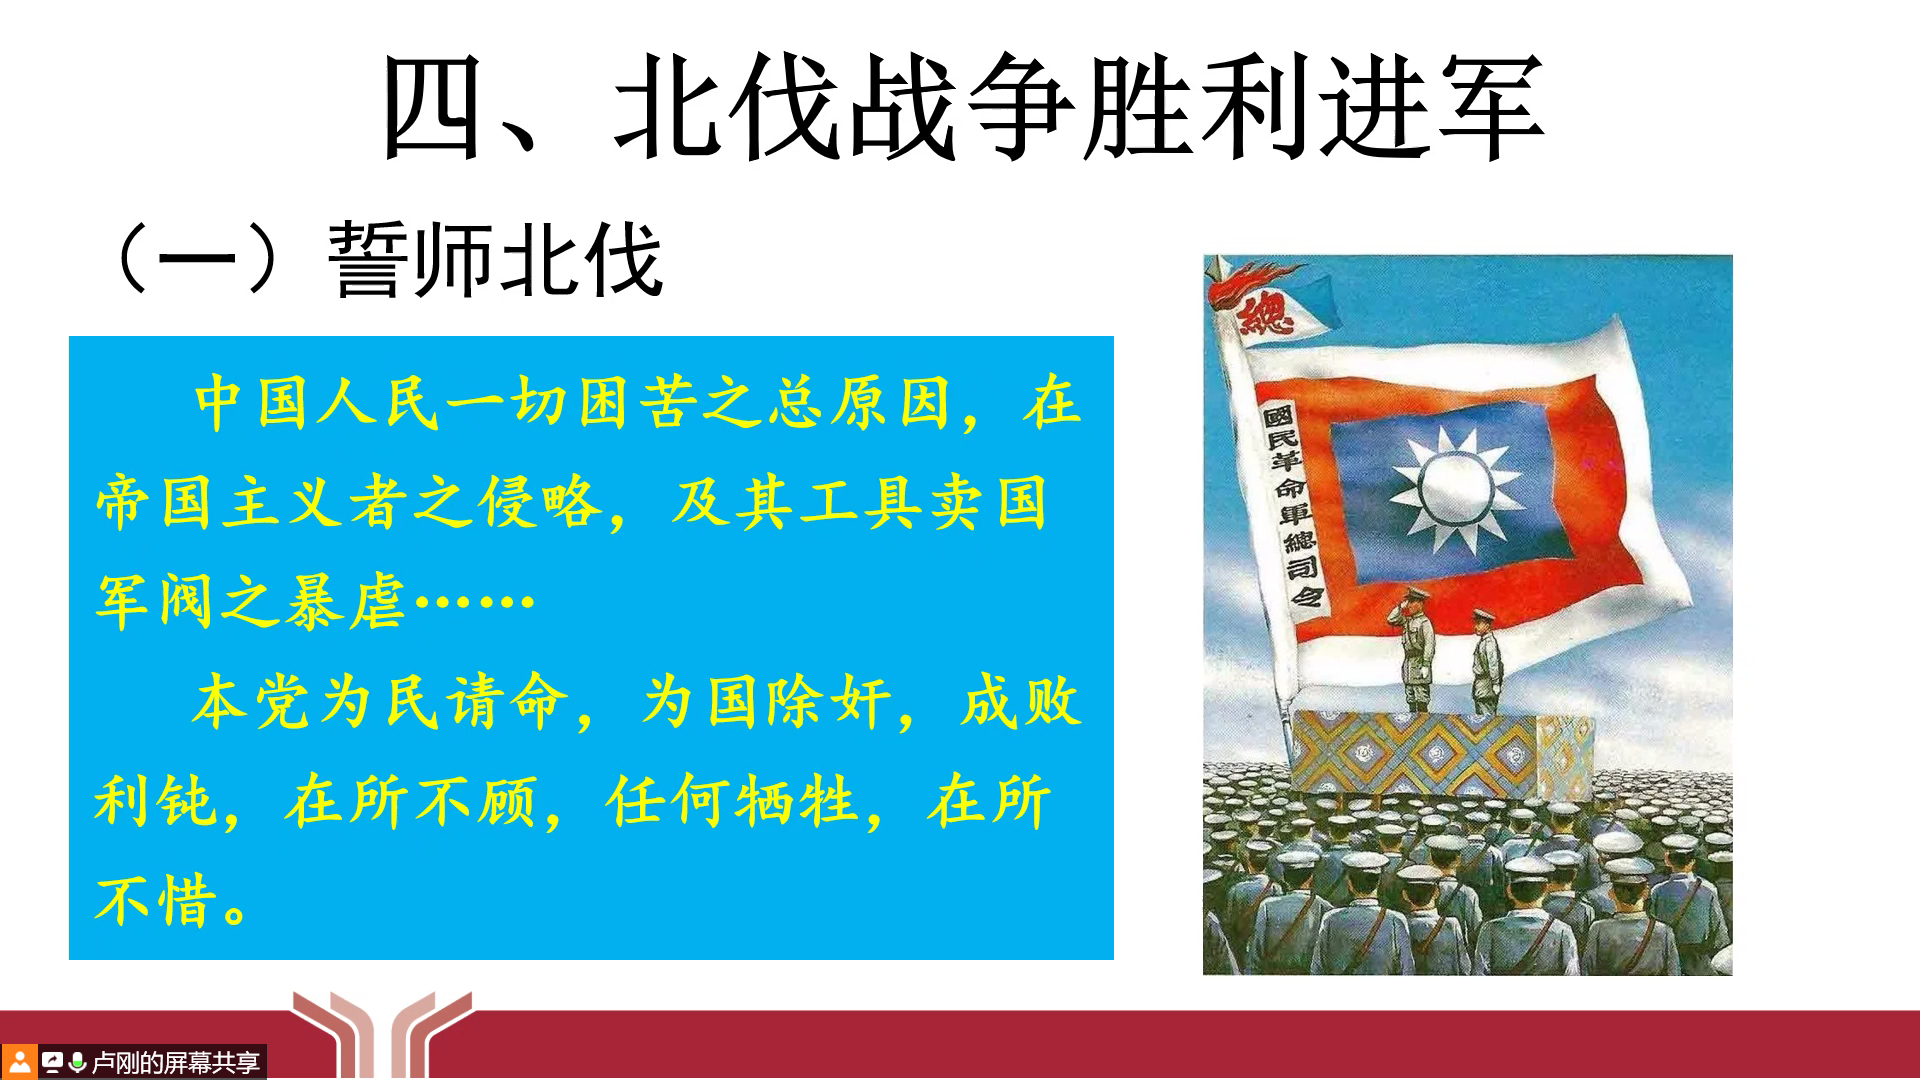 四、北伐战争胜利进军
（一）誓师北伐
中国人民一切困苦之总原因，在
帝国主义者之侵略，及其工具卖国
军阀之暴虐……
本党为民请命，为国除奸，成败
利钝，在所不顾，任何牺牲，在所
不惜。
總
國民革命軍總司令
卢刚的屏幕共享